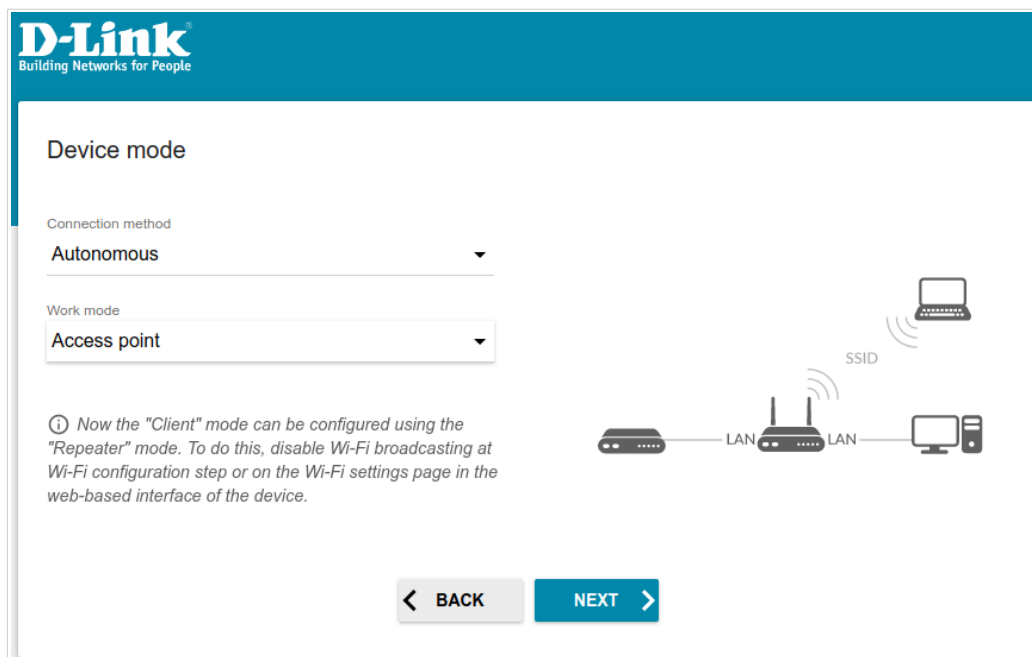 D-Link®
Building Networks for People
Device mode
Connection method
Autonomous
Work mode
Access point
Now the "Client" mode can be configured using the
"Repeater" mode. To do this, disable Wi-Fi broadcasting at
Wi-Fi configuration step or on the Wi-Fi settings page in the
web-based interface of the device.
SSID
LAN LAN
BACK NEXT